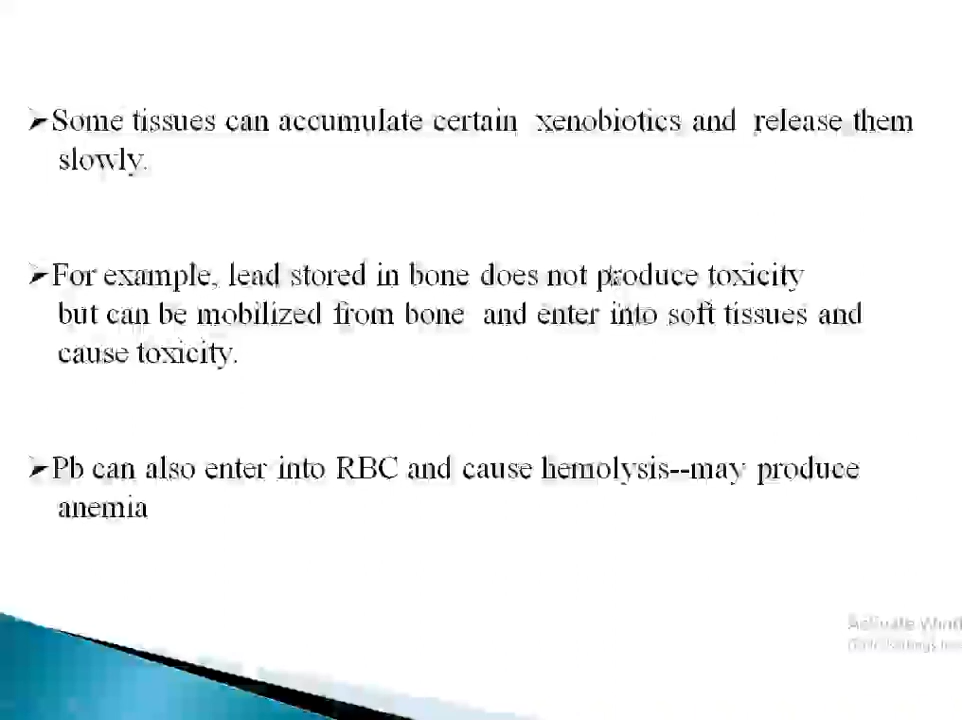 ➤Some tissues can accumulate certain xenobiotics and release them
slowly.
➤For example, lead stored in bone does not produce toxicity
but can be mobilized from bone and enter into soft tissues and
cause toxicity.
➤Pb can also enter into RBC and cause hemolysis--may produce
anemia
Activate Wind